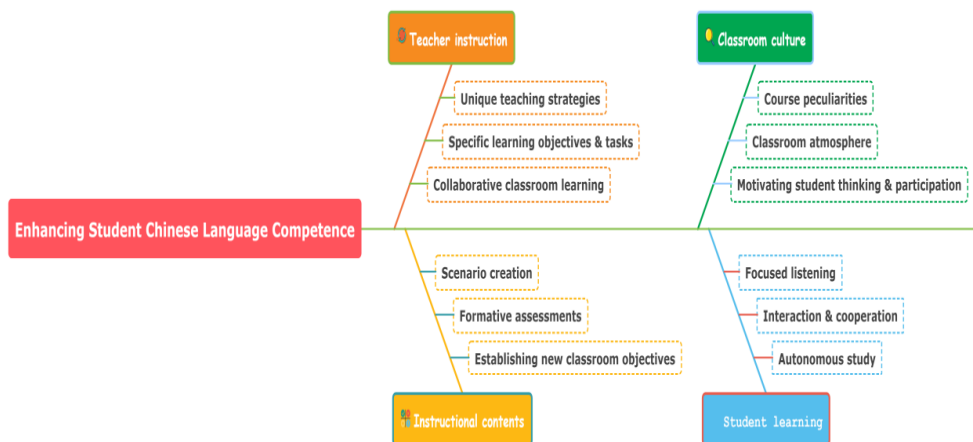 Teacher instruction
Unique teaching strategies
Specific learning objectives & tasks
Collaborative classroom learning
Classroom culture
Course peculiarities
Classroom atmosphere
Motivating student thinking & participation
Enhancing Student Chinese Language Competence
Scenario creation
Formative assessments
Establishing new classroom objectives
Instructional contents
Focused listening
Interaction & cooperation
Autonomous study
Student learning